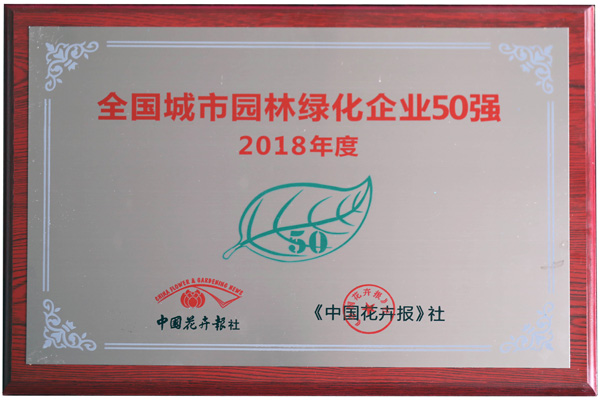 全国城市园林绿化企业50强
2018年度
50
CHINA FLOWER & GARDENING NEWS
中国花卉報社
《中国花卉报》社